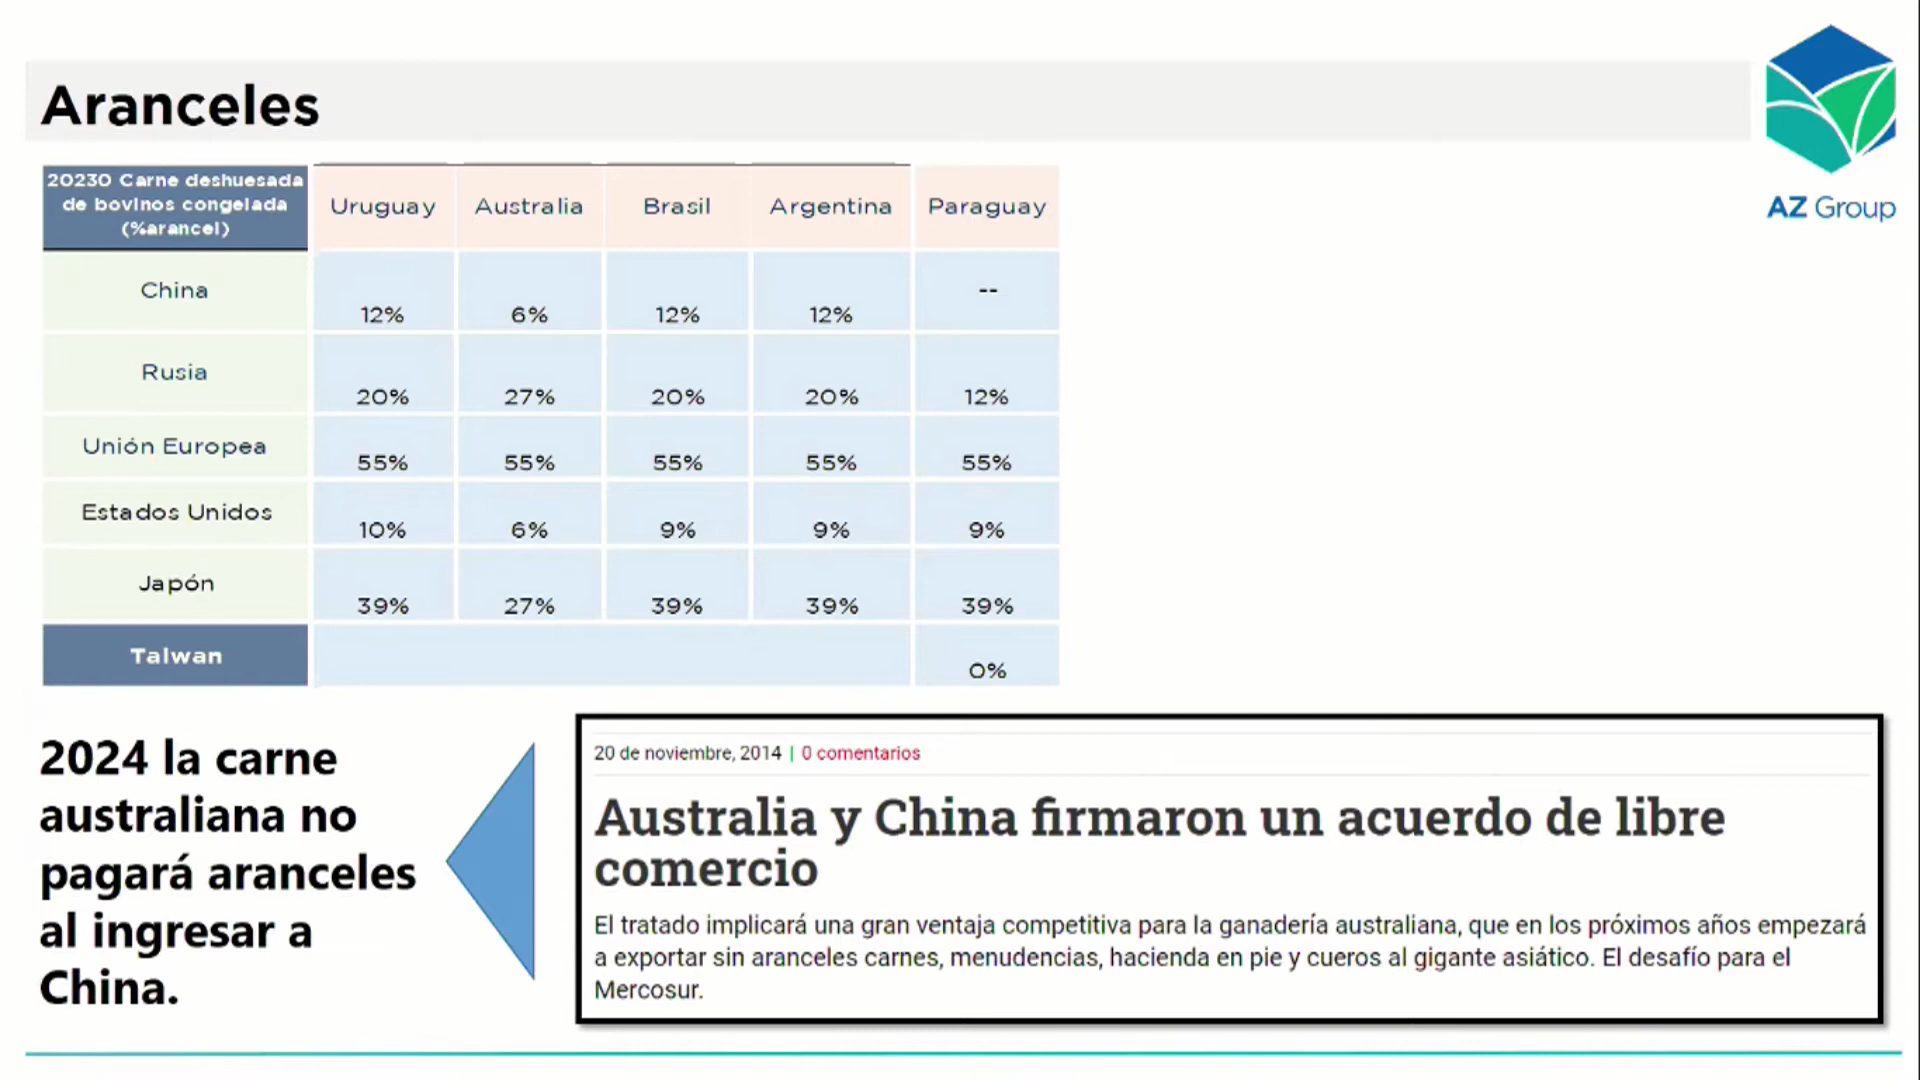 Aranceles
AZ Group
20230 Carne deshuesada
de bovinos congelada
(%arancel)
Uruguay Australia Brasil Argentina Paraguay
China 12% 6% 12% 12% --
Rusia 20% 27% 20% 20% 12%
Unión Europea 55% 55% 55% 55% 55%
Estados Unidos 10% 6% 9% 9% 9%
Japón 39% 27% 39% 39% 39%
Taiwan 0%
2024 la carne
australiana no
pagará aranceles
al ingresar a
China.
20 de noviembre, 2014 | 0 comentarios
Australia y China firmaron un acuerdo de libre
comercio
El tratado implicará una gran ventaja competitiva para la ganadería australiana, que en los próximos años empezará
a exportar sin aranceles carnes, menudencias, hacienda en pie y cueros al gigante asiático. El desafío para el
Mercosur.